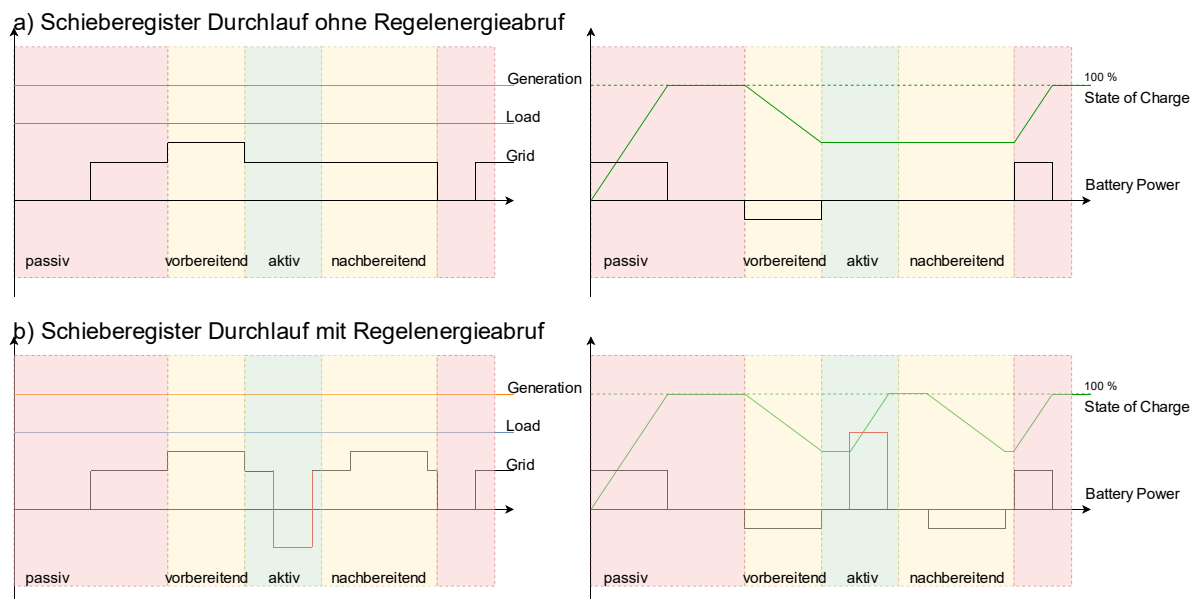 a) Schieberegister Durchlauf ohne Regelenergieabruf
Generation
Load
Grid
passiv
vorbereitend
aktiv
nachbereitend
100 %
State of Charge
Battery Power
passiv
vorbereitend
aktiv
nachbereitend
b) Schieberegister Durchlauf mit Regelenergieabruf
Generation
Load
Grid
passiv
vorbereitend
aktiv
nachbereitend
100 %
State of Charge
Battery Power
passiv
vorbereitend
aktiv
nachbereitend